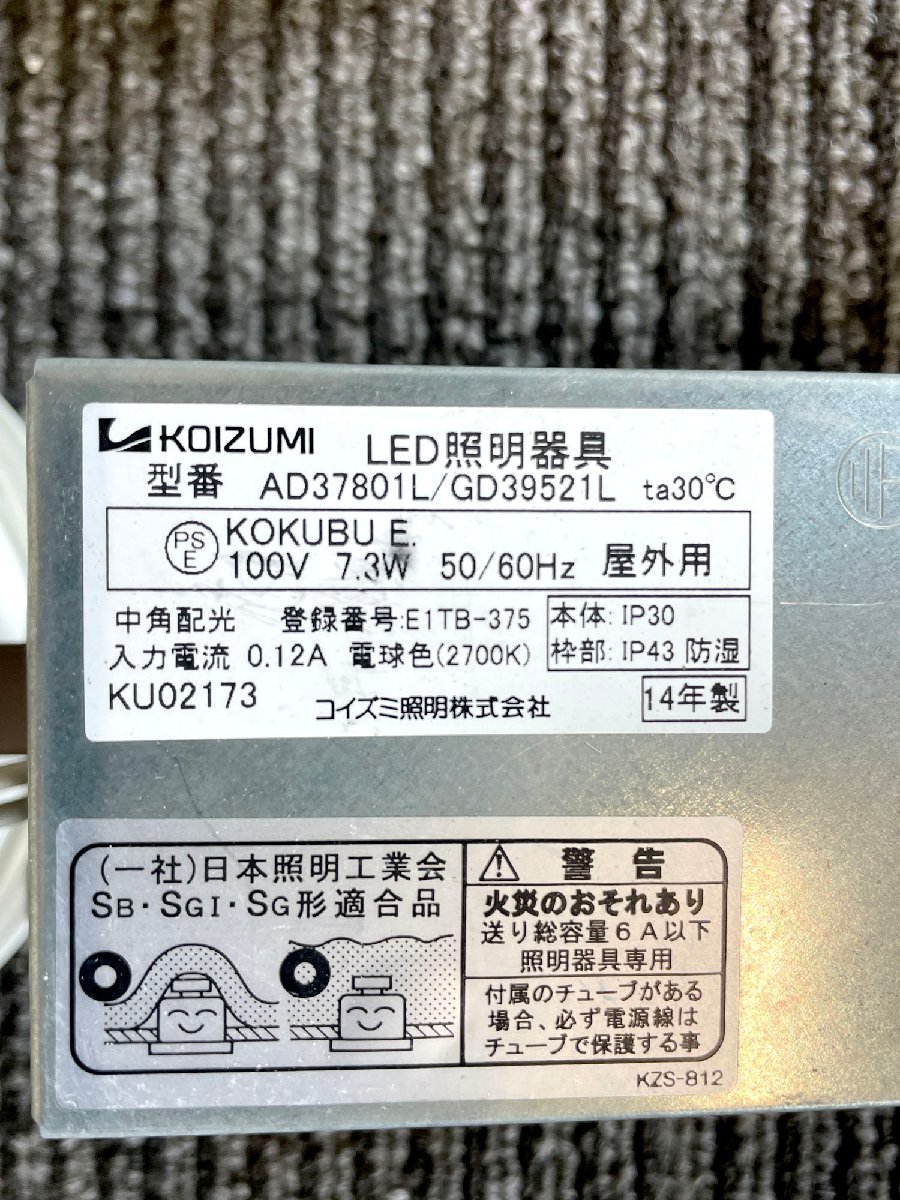 KOIZUMI LED照明器具
型番 AD37801L/GD39521L ta30℃
PS
E
KOKUBU E.
100V 7.3W 50/60Hz 屋外用
中角配光 登録番号:E1TB-375 本体: IP30
入力電流 0.12A 電球色(2700K) 枠部: IP43 防湿
KU02173 コイズミ照明株式会社 14年製
(一社)日本照明工業会
SB・SGI・SG形適合品
警告
火災のおそれあり
送り総容量6A以下
照明器具専用
付属のチューブがある
場合、必ず電源線は
チューブで保護する事
KZS-812